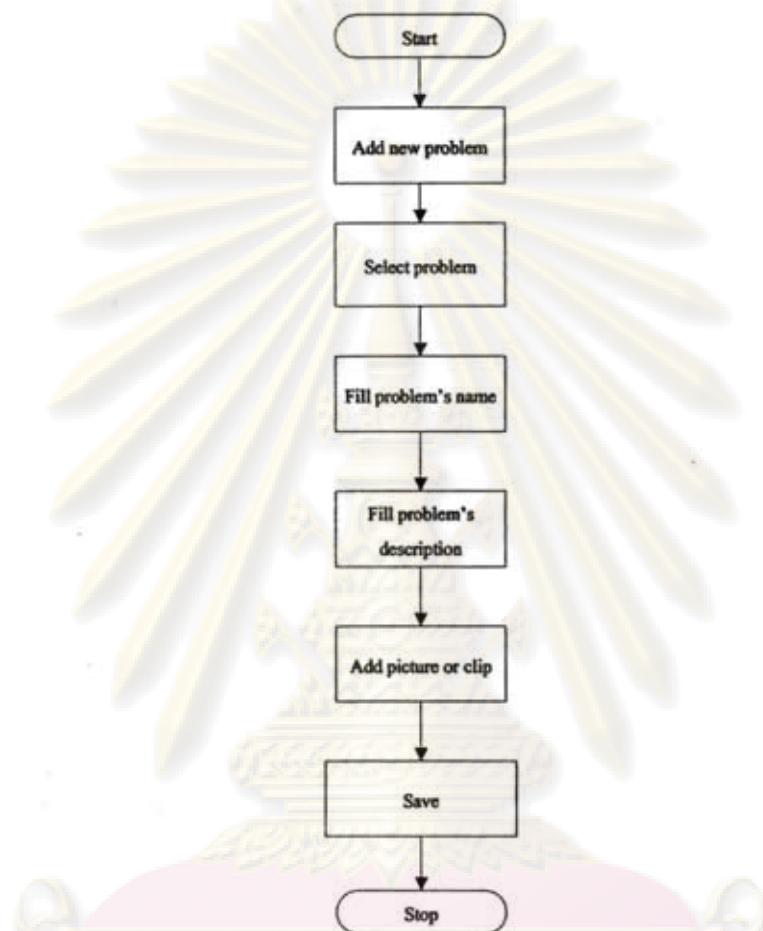 Start
Add new problem
Select problem
Fill problem's name
Fill problem's
description
Add picture or clip
Save
Stop